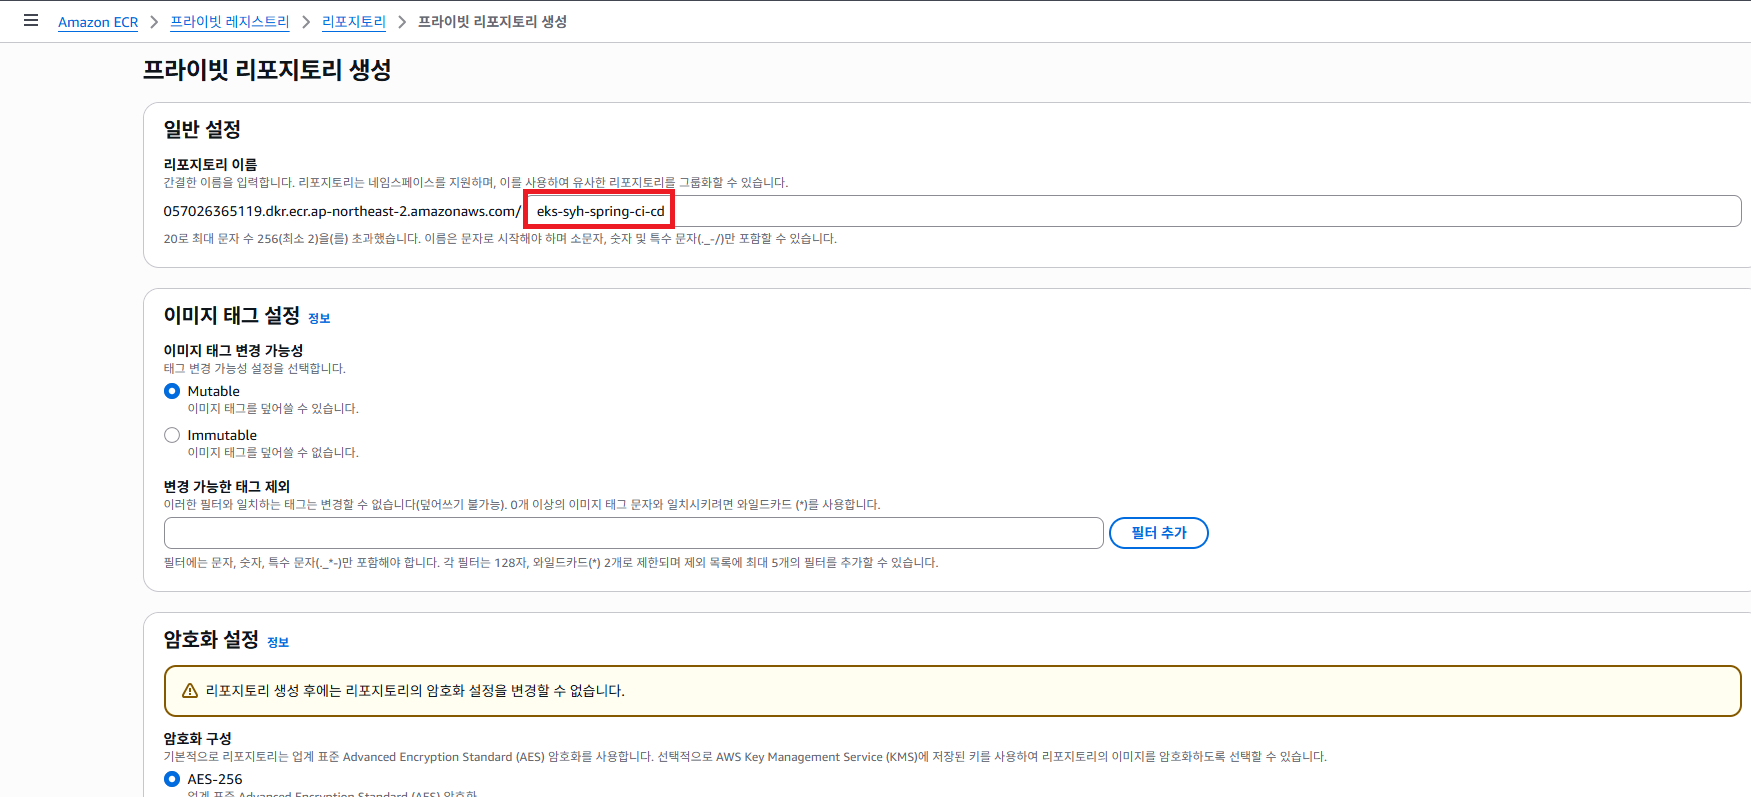 Amazon ECR > 프라이빗 레지스트리 > 리포지토리 > 프라이빗 리포지토리 생성
프라이빗 리포지토리 생성
일반 설정
리포지토리 이름
간결한 이름을 입력합니다. 리포지토리는 네임스페이스를 지원하며, 이를 사용하여 유사한 리포지토리를 그룹화할 수 있습니다.
057026365119.dkr.ecr.ap-northeast-2.amazonaws.com/ eks-syh-spring-ci-cd
20로 최대 문자 수 256(최소 2)을(를) 초과했습니다. 이름은 문자로 시작해야 하며 소문자, 숫자 및 특수 문자(._-/)만 포함할 수 있습니다.
이미지 태그 설정 정보
이미지 태그 변경 가능성
태그 변경 가능성 설정을 선택합니다.
Mutable
이미지 태그를 덮어쓸 수 있습니다.
Immutable
이미지 태그를 덮어쓸 수 없습니다.
변경 가능한 태그 제외
이러한 필터와 일치하는 태그는 변경할 수 없습니다(덮어쓰기 불가능). 0개 이상의 이미지 태그 문자와 일치시키려면 와일드카드 (*)를 사용합니다.
필터 추가
필터에는 문자, 숫자, 특수 문자(._*-)만 포함해야 합니다. 각 필터는 128자, 와일드카드(*) 2개로 제한되며 제외 목록에 최대 5개의 필터를 추가할 수 있습니다.
암호화 설정 정보
리포지토리 생성 후에는 리포지토리의 암호화 설정을 변경할 수 없습니다.
암호화 구성
기본적으로 리포지토리는 업계 표준 Advanced Encryption Standard (AES) 암호화를 사용합니다. 선택적으로 AWS Key Management Service (KMS)에 저장된 키를 사용하여 리포지토리의 이미지를 암호화하도록 선택할 수 있습니다.
AES-256
업계 표준 Advanced Encryption Standard (AES) 암호화